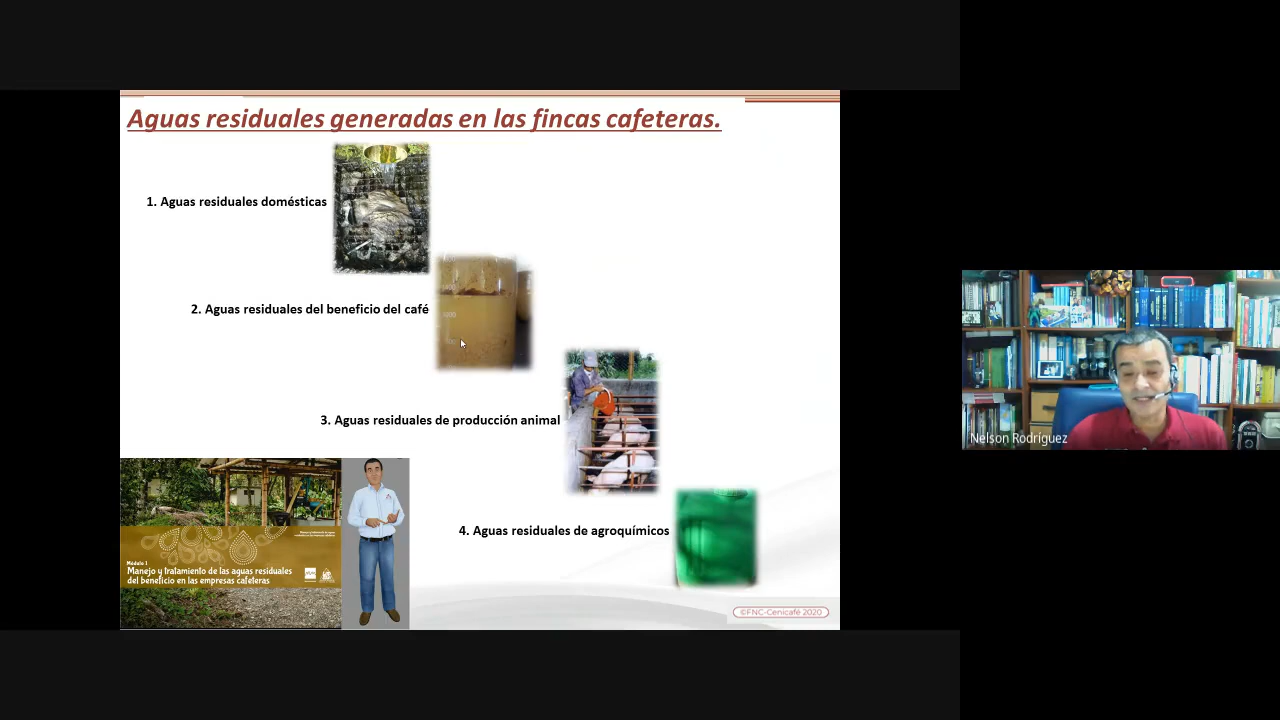 Aguas residuales generadas en las fincas cafeteras.
1. Aguas residuales domésticas
2. Aguas residuales del beneficio del café
3. Aguas residuales de producción animal
4. Aguas residuales de agroquímicos
Módulo 1
Manejo y tratamiento de las aguas residuales
del beneficio en las empresas cafeteras
©FNC-Cenicafé 2020
Nelson Rodríguez